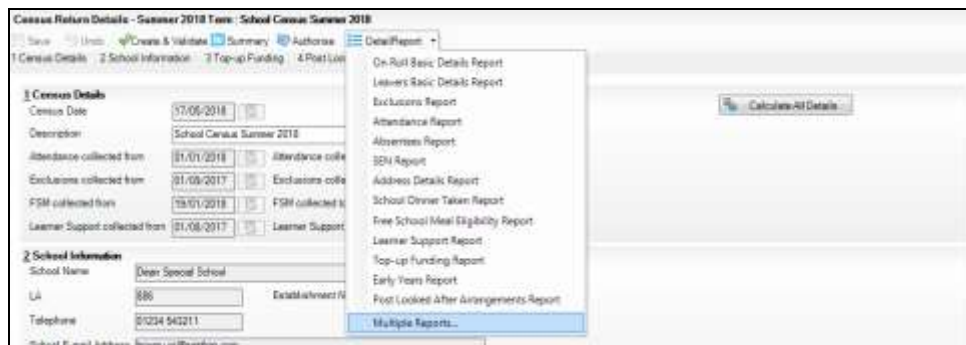 Census Return Details - Summer 2018 Term : School Census Summer 2018
Save Undo Create & Validate Summary Authorise DetailReport
1 Census Details 2 School Information 3 Top-up Funding 4 Post Loo
On-Roll Basic Details Report
Leavers Basic Details Report
Exclusions Report
Attendance Report
Absentees Report
SEN Report
Address Details Report
School Dinner Taken Report
Free School Meal Eligibility Report
Learner Support Report
Top-up Funding Report
Early Years Report
Post Looked After Arrangements Report
Multiple Reports...
1 Census Details
Calculate All Details
Census Date 17/05/2018
Description School Census Summer 2018
Attendance collected from 01/01/2018 Attendance colle
Exclusions collected from 01/08/2017 Exclusions colle
FSM collected from 19/01/2018 FSM collected to
Learner Support collected from 01/08/2017 Learner Support
2 School Information
School Name Dean Special School
LA 886 Establishment N
Telephone 01234 543211
School E-mail Address